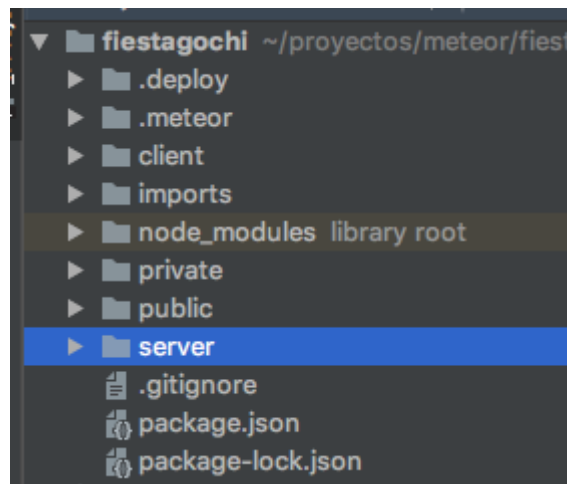 fiestagochi ~/proyectos/meteor/fiest
.deploy
.meteor
client
imports
node_modules library root
private
public
server
.gitignore
package.json
package-lock.json